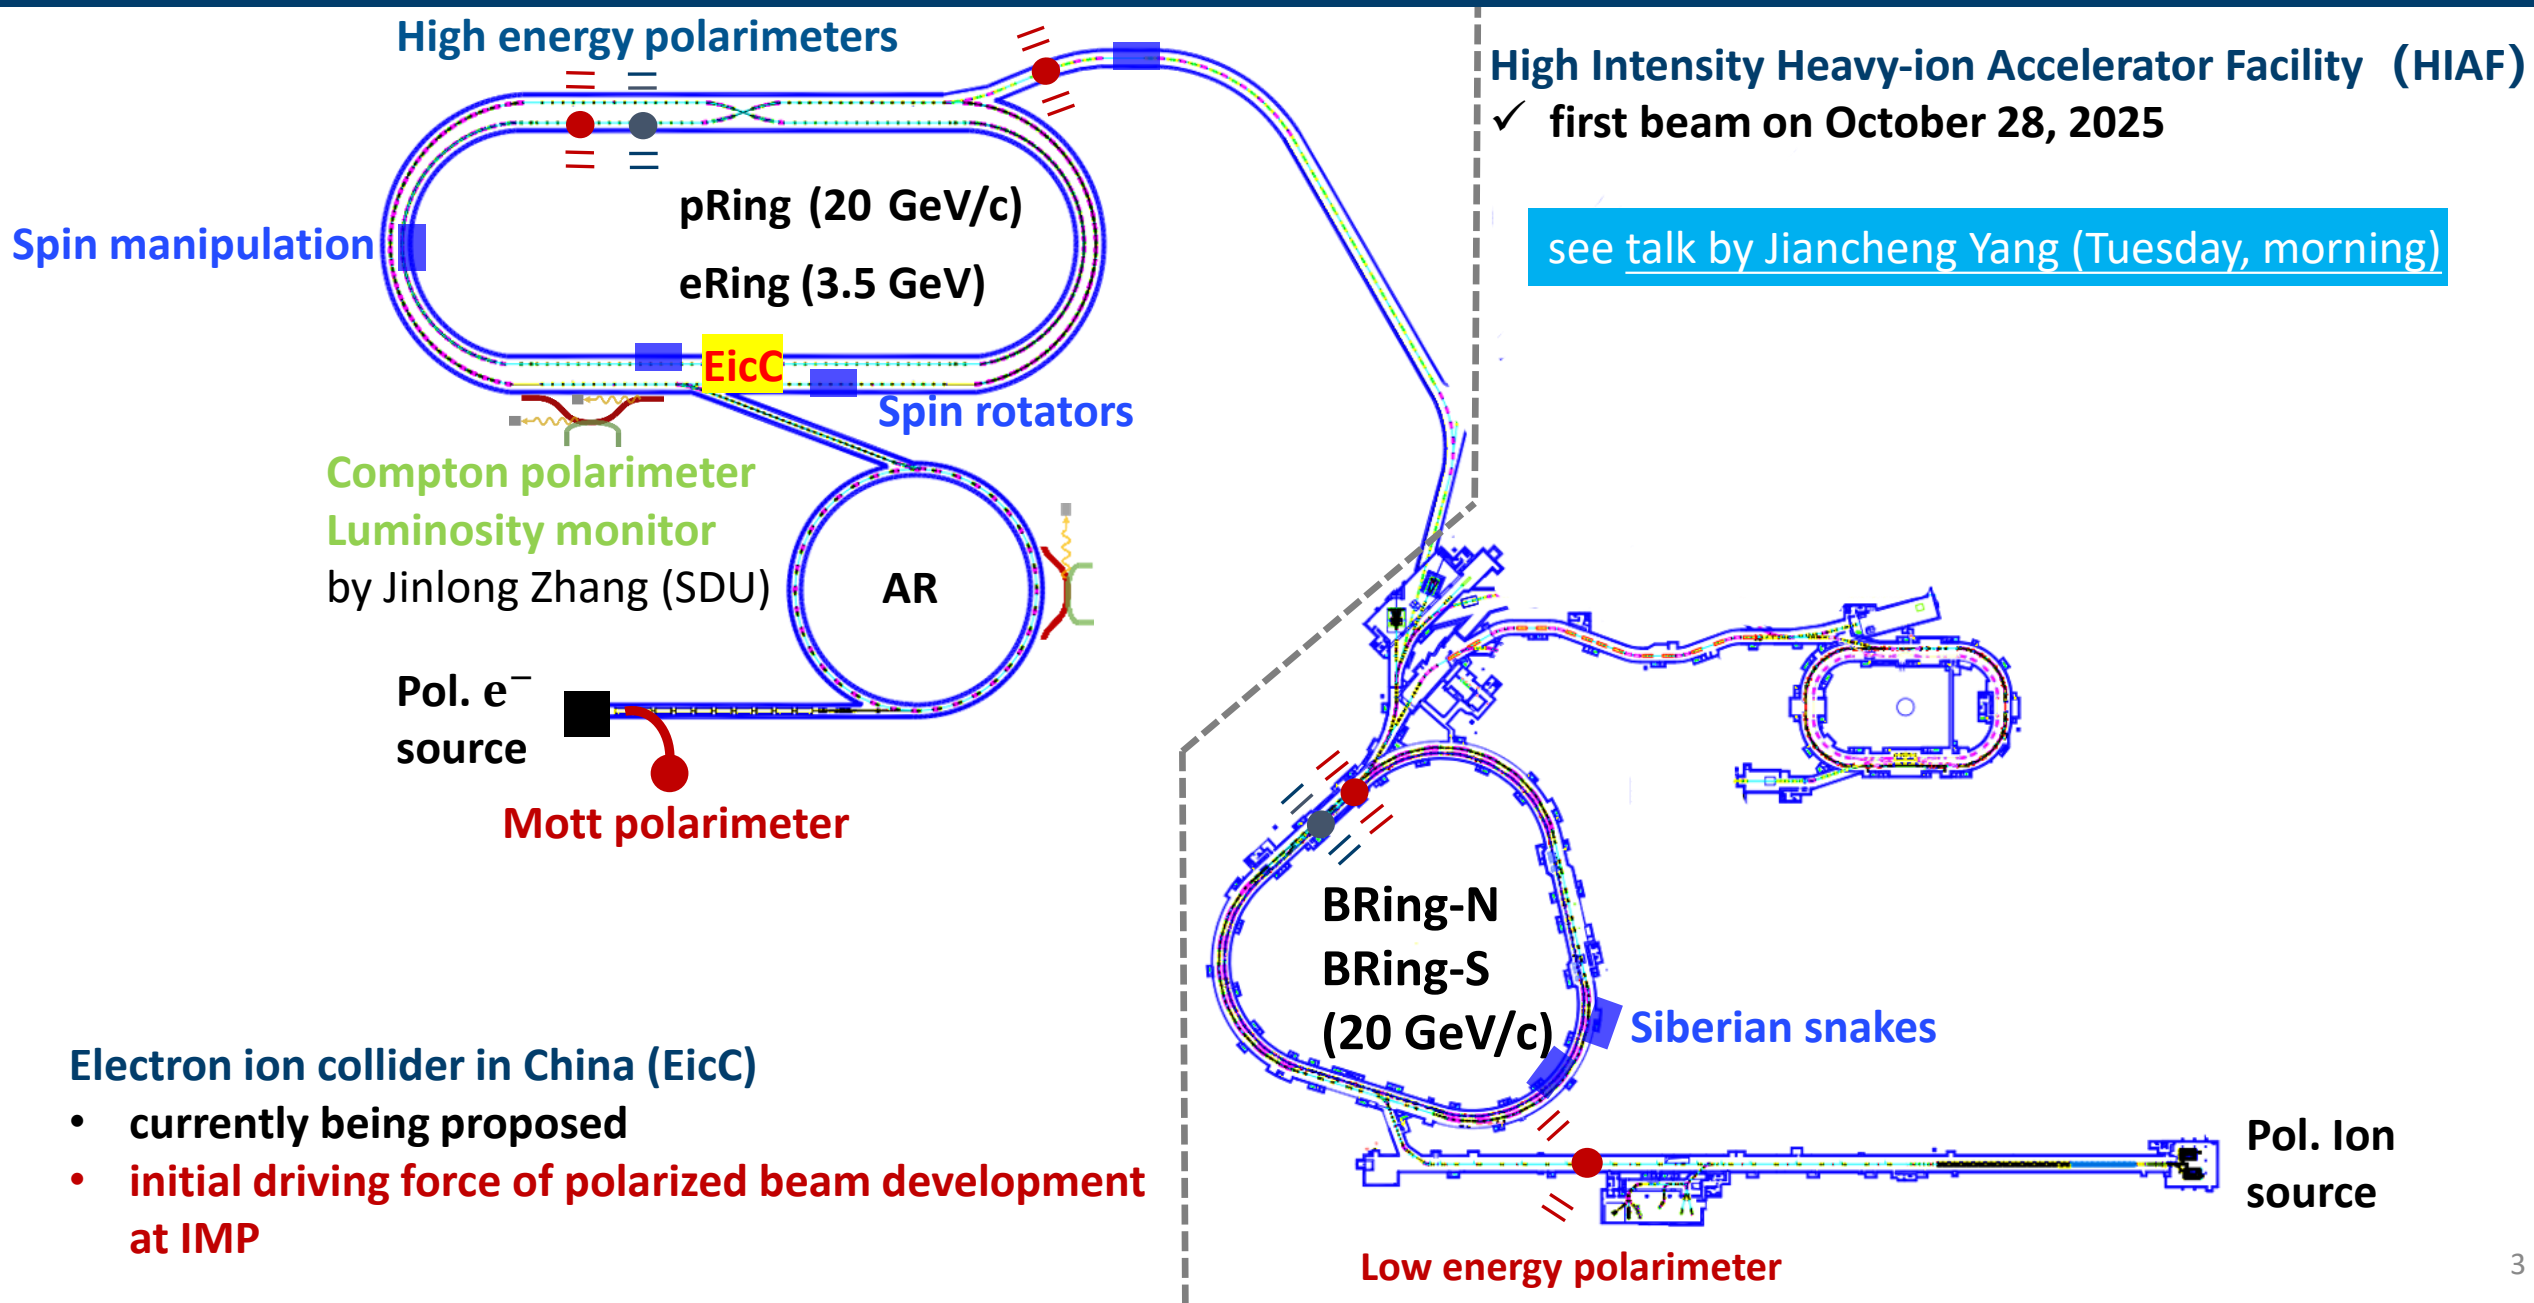 High energy polarimeters
High Intensity Heavy-ion Accelerator Facility (HIAF)
✓ first beam on October 28, 2025
see talk by Jiancheng Yang (Tuesday, morning)
pRing (20 GeV/c)
eRing (3.5 GeV)
Spin manipulation
EicC
Spin rotators
Compton polarimeter
Luminosity monitor
by Jinlong Zhang (SDU)
AR
Pol. e⁻
source
Mott polarimeter
BRing-N
BRing-S
(20 GeV/c)
Siberian snakes
Electron ion collider in China (EicC)
• currently being proposed
• initial driving force of polarized beam development
at IMP
Pol. Ion
source
Low energy polarimeter
3